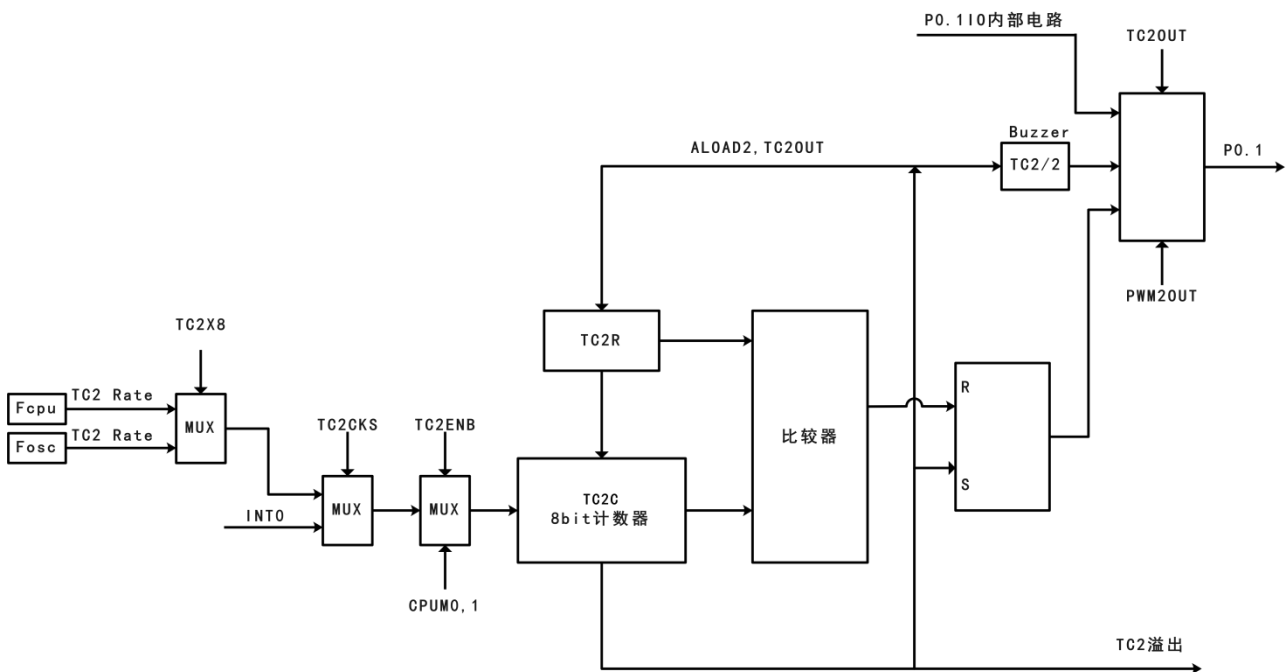 P0.1IO内部电路
TC2OUT
Buzzer
ALOAD2,TC2OUT
TC2/2
P0.1
PWM2OUT
TC2X8
TC2R
Fcpu
TC2 Rate
MUX
Fosc
TC2 Rate
TC2CKS
TC2ENB
比较器
R
S
INT0
MUX
MUX
TC2C
8bit计数器
CPUM0,1
TC2溢出